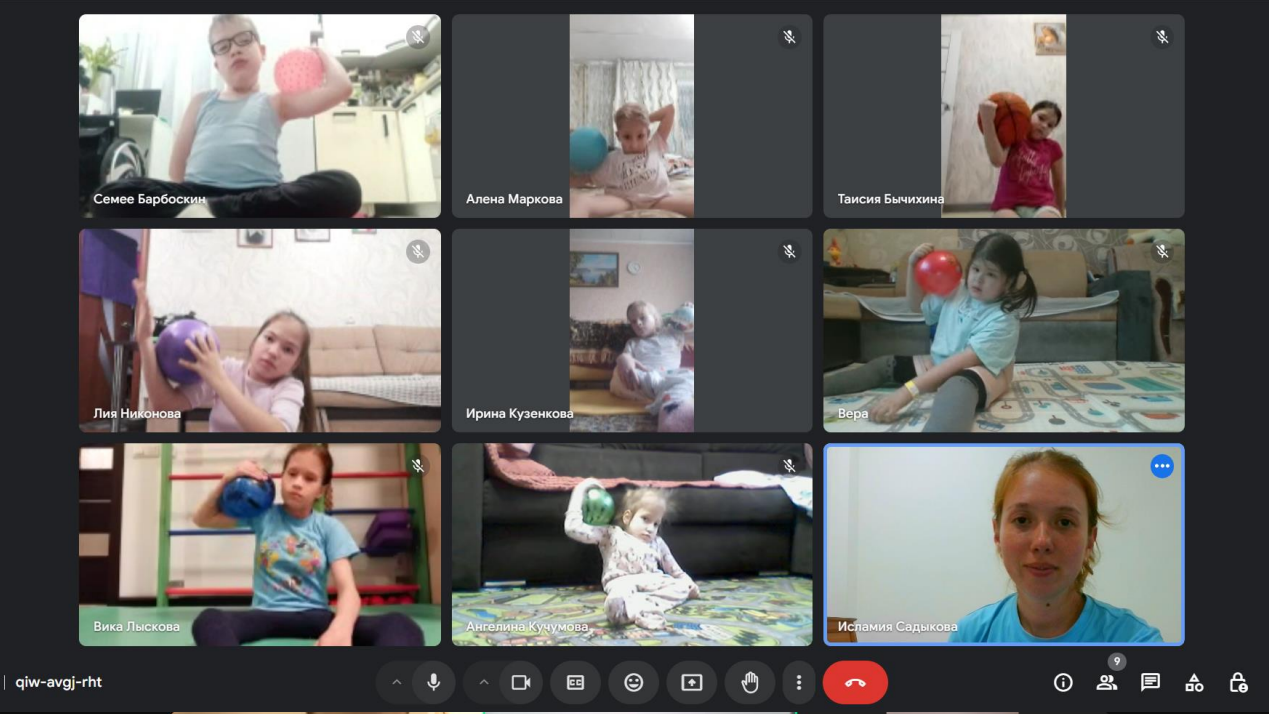 Семее Барбоскин
Алена Маркова
Таисия Бычихина
Лия Никонова
Ирина Кузенкова
Вера
Вика Лыскова
Ангелина Кучумова
Исламия Садыкова
qiw-avgj-rht
9